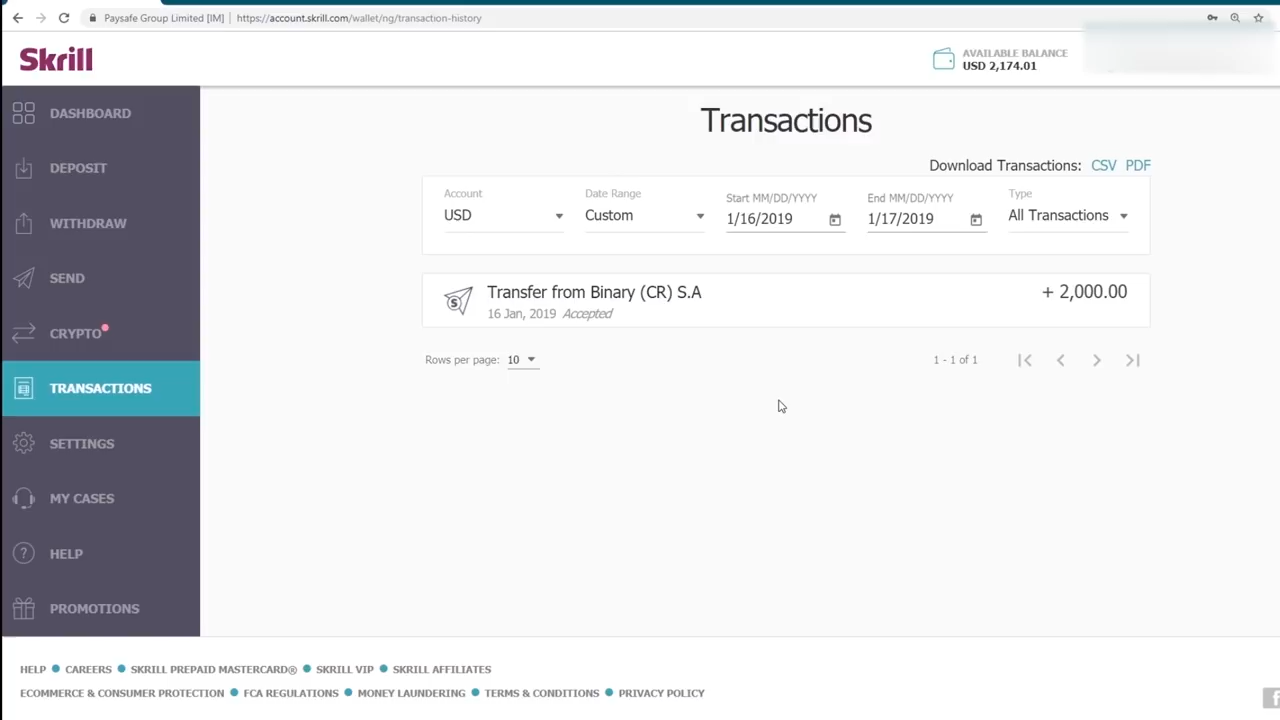 Paysafe Group Limited [IM] | https://account.skrill.com/wallet/ng/transaction-history
Skrill
AVAILABLE BALANCE
USD 2,174.01
DASHBOARD
DEPOSIT
WITHDRAW
SEND
CRYPTO
TRANSACTIONS
SETTINGS
MY CASES
HELP
PROMOTIONS
Transactions
Download Transactions: CSV PDF
Account
USD
Date Range
Custom
Start MM/DD/YYYY
1/16/2019
End MM/DD/YYYY
1/17/2019
Type
All Transactions
Transfer from Binary (CR) S.A
+ 2,000.00
16 Jan, 2019 Accepted
Rows per page: 10
1 - 1 of 1
HELP CAREERS SKRILL PREPAID MASTERCARD® SKRILL VIP SKRILL AFFILIATES
ECOMMERCE & CONSUMER PROTECTION FCA REGULATIONS MONEY LAUNDERING TERMS & CONDITIONS PRIVACY POLICY